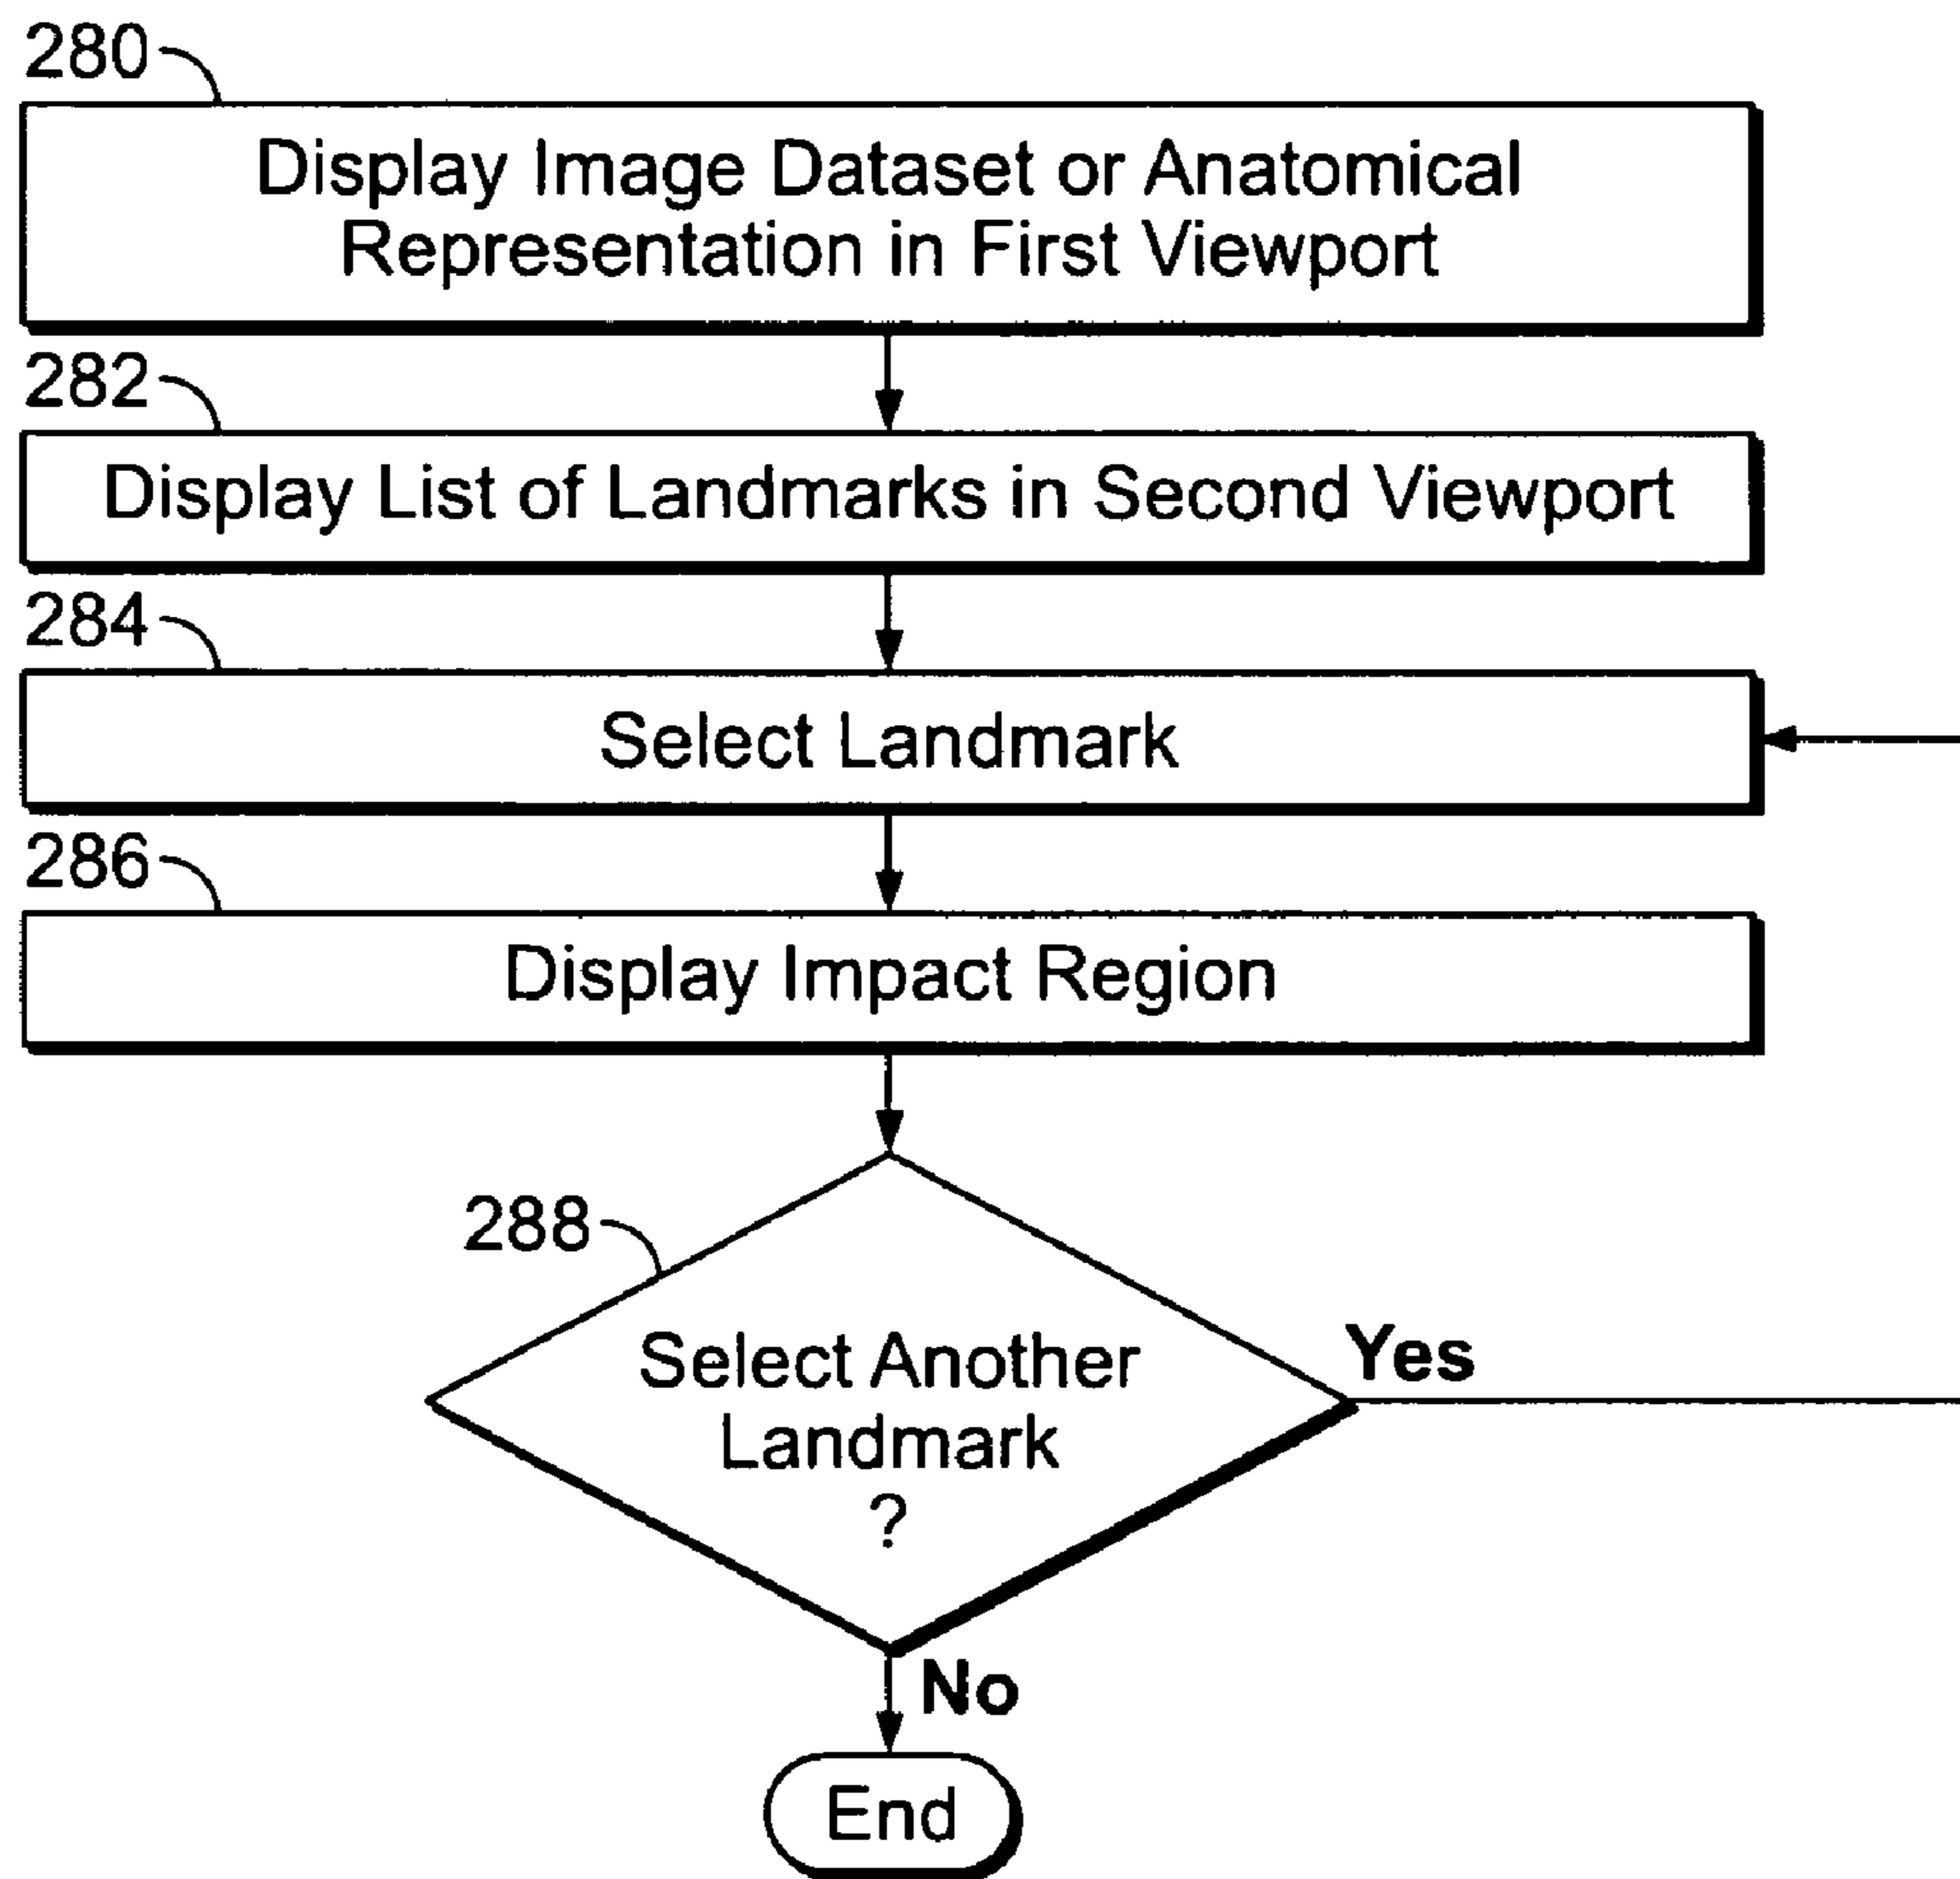 280
Display Image Dataset or Anatomical
Representation in First Viewport
282
Display List of Landmarks in Second Viewport
284
Select Landmark
286
Display Impact Region
288
Select Another
Landmark
?
Yes
No
End